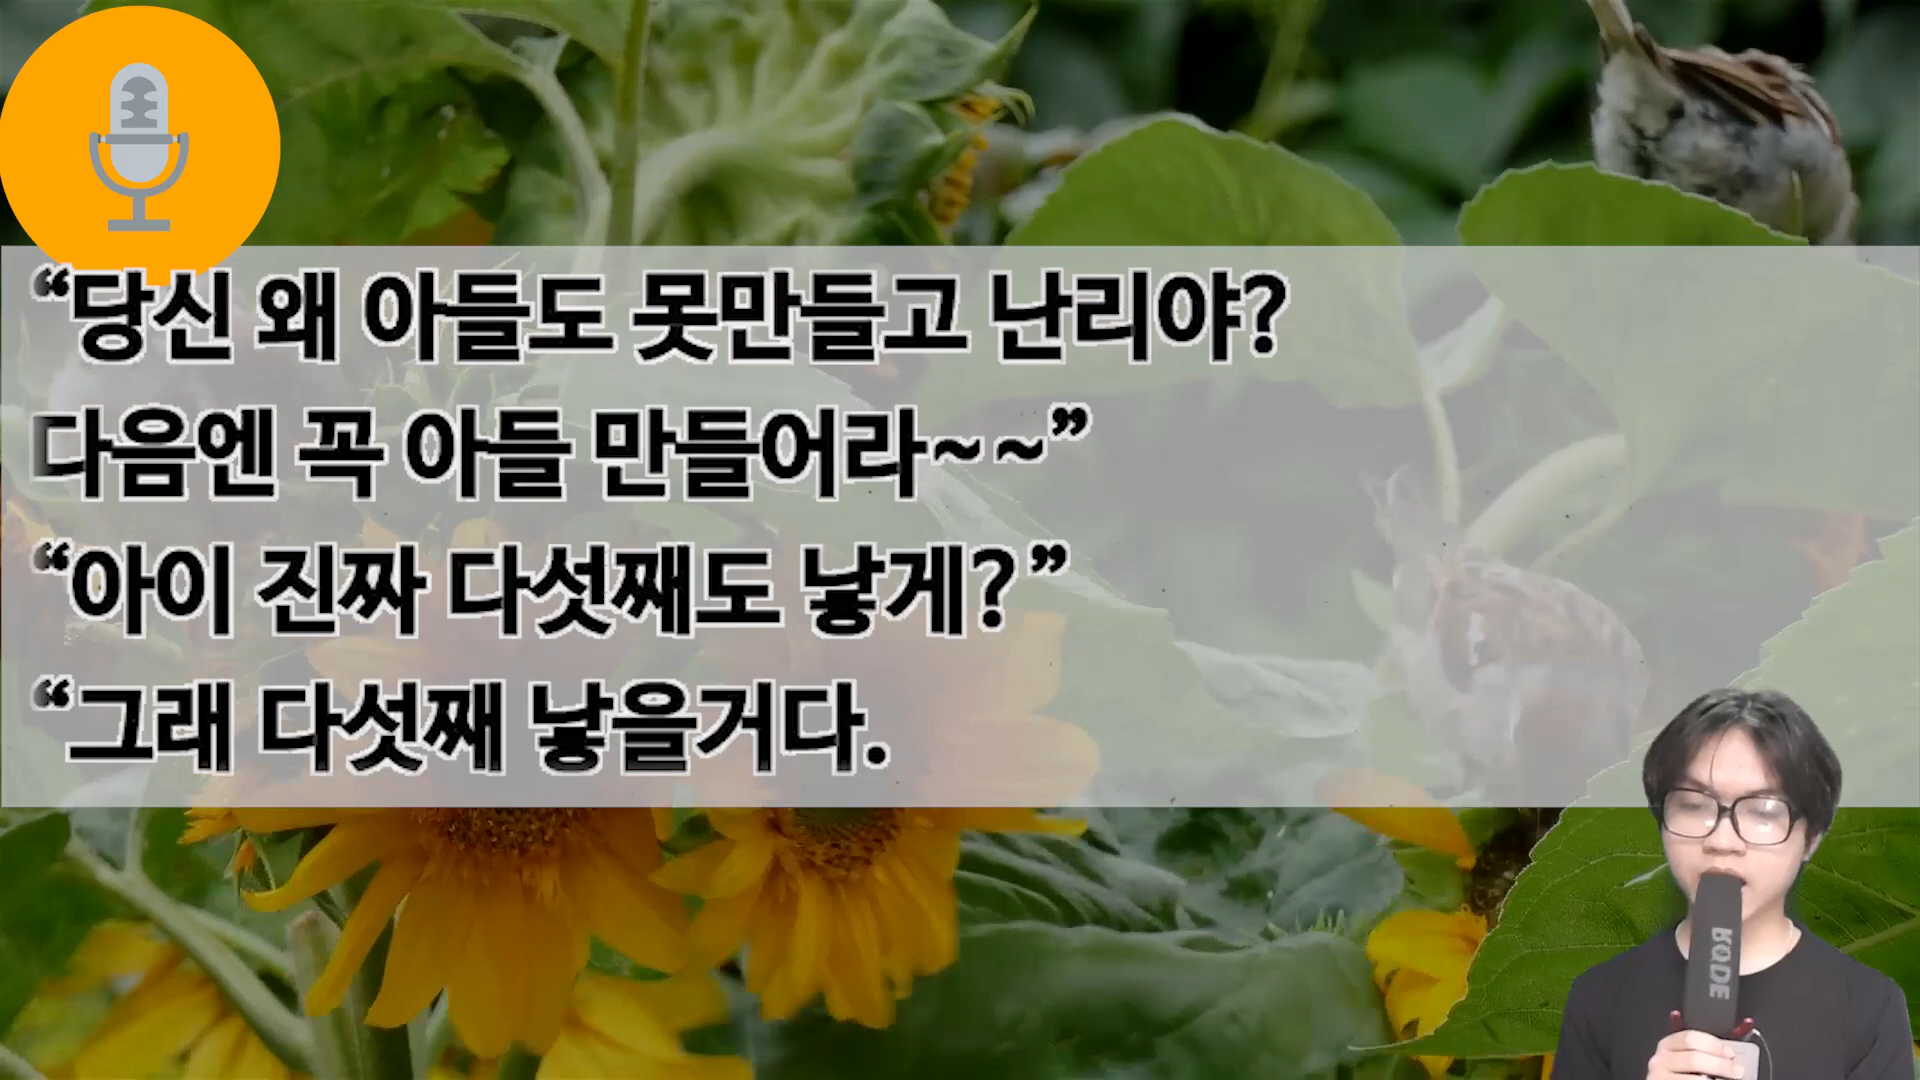 “당신 왜 아들도 못만들고 난리야?
다음엔 꼭 아들 만들어라~~”
“아이 진짜 다섯째도 낳게?”
“그래 다섯째 낳을거다.
RODE